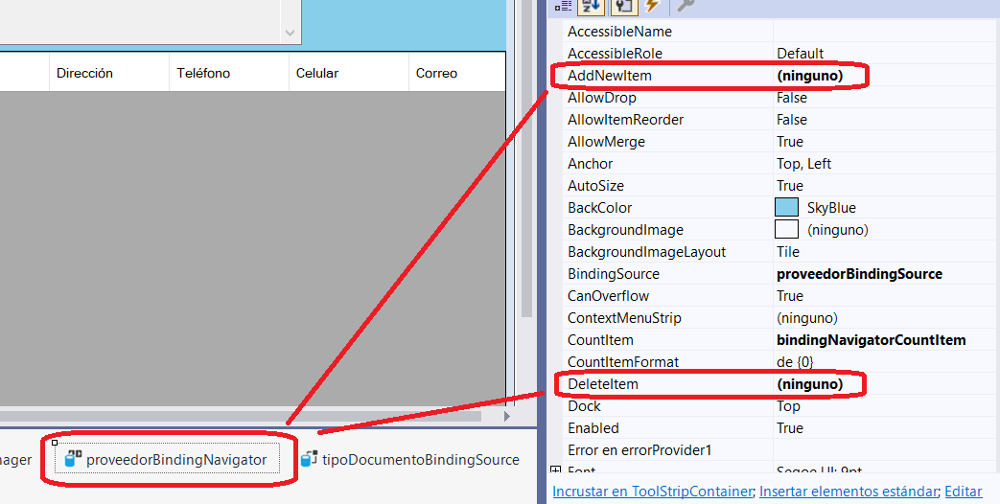 Dirección Teléfono Celular Correo
nager proveedorBindingNavigator tipoDocumentoBindingSource
AccessibleName
AccessibleRole Default
AddNewItem (ninguno)
AllowDrop False
AllowItemReorder False
AllowMerge True
Anchor Top, Left
AutoSize True
BackColor SkyBlue
BackgroundImage (ninguno)
BackgroundImageLayout Tile
BindingSource proveedorBindingSource
CanOverflow True
ContextMenuStrip (ninguno)
CountItem bindingNavigatorCountItem
CountItemFormat de {0}
DeleteItem (ninguno)
Dock Top
Enabled True
Error en errorProvider1
Font Segoe UI; 9pt
Incrustar en ToolStripContainer; Insertar elementos estándar; Editar